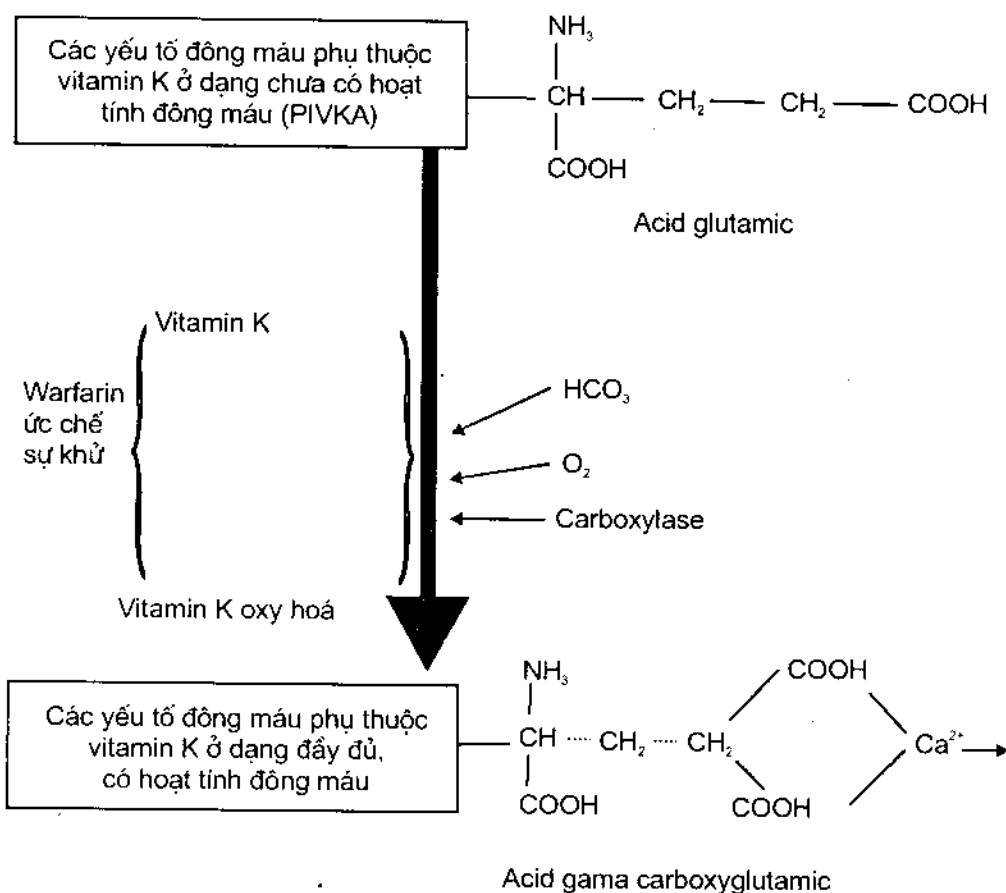 Các yếu tố đông máu phụ thuộc
vitamin K ở dạng chưa có hoạt
tính đông máu (PIVKA)
NH₃
CH — CH₂ — CH₂ — COOH
COOH
Acid glutamic
Vitamin K
Warfarin
ức chế
sự khử
HCO₃
O₂
Carboxylase
Vitamin K oxy hoá
Các yếu tố đông máu phụ thuộc
vitamin K ở dạng đầy đủ,
có hoạt tính đông máu
NH₃
COOH
CH ····· CH₂ ····· CH₂
Ca²⁺
COOH
COOH
Acid gama carboxyglutamic